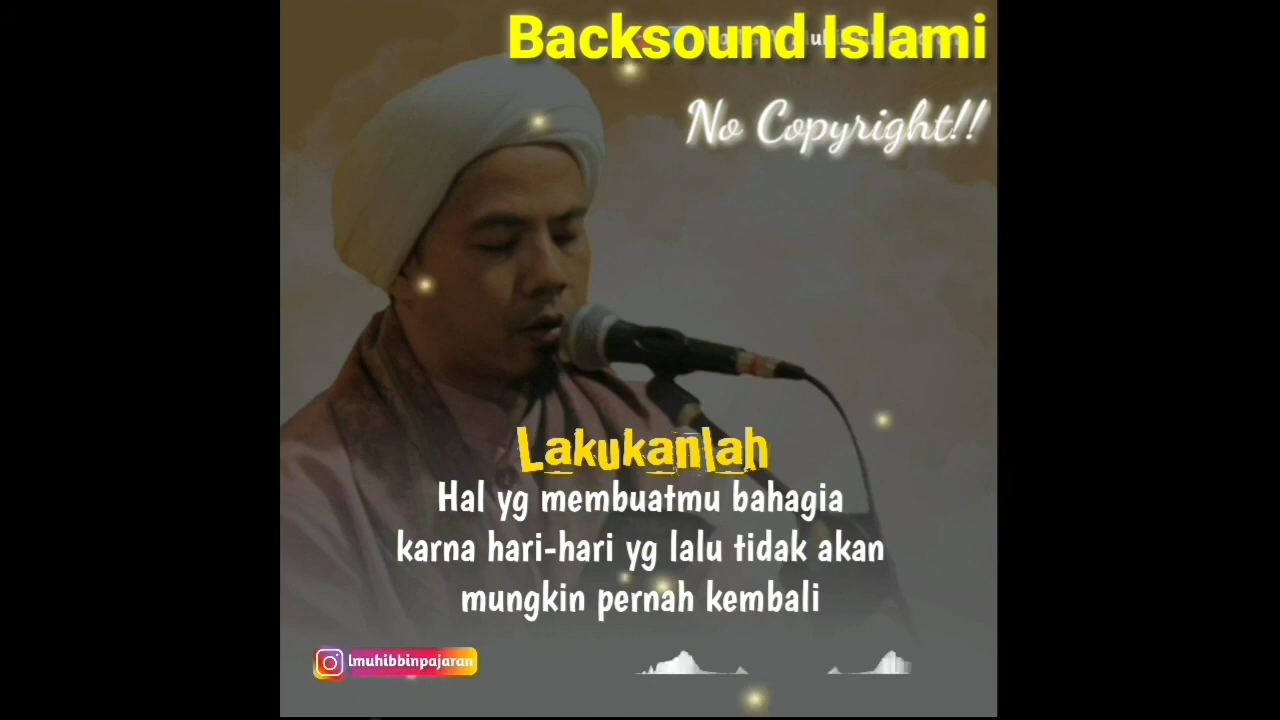 Backsound Islami
No Copyright!!
Lakukanlah
Hal yg membuatmu bahagia
karna hari-hari yg lalu tidak akan
mungkin pernah kembali
lmuhibbinpajaran